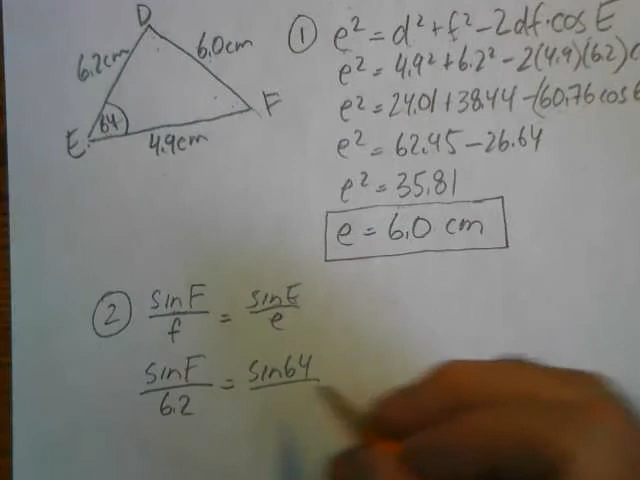 D
6.2cm
6.0cm
64
E
F
4.9cm
① e² = d² + f² - 2df·cos E
e² = 4.9² + 6.2² - 2(4.9)(6.2)c
e² = 24.01 + 38.44 - (60.76 cos 6
e² = 62.45 - 26.64
e² = 35.81
e = 6.0 cm
② sinF/f = sinE/e
sinF/6.2 = sin64